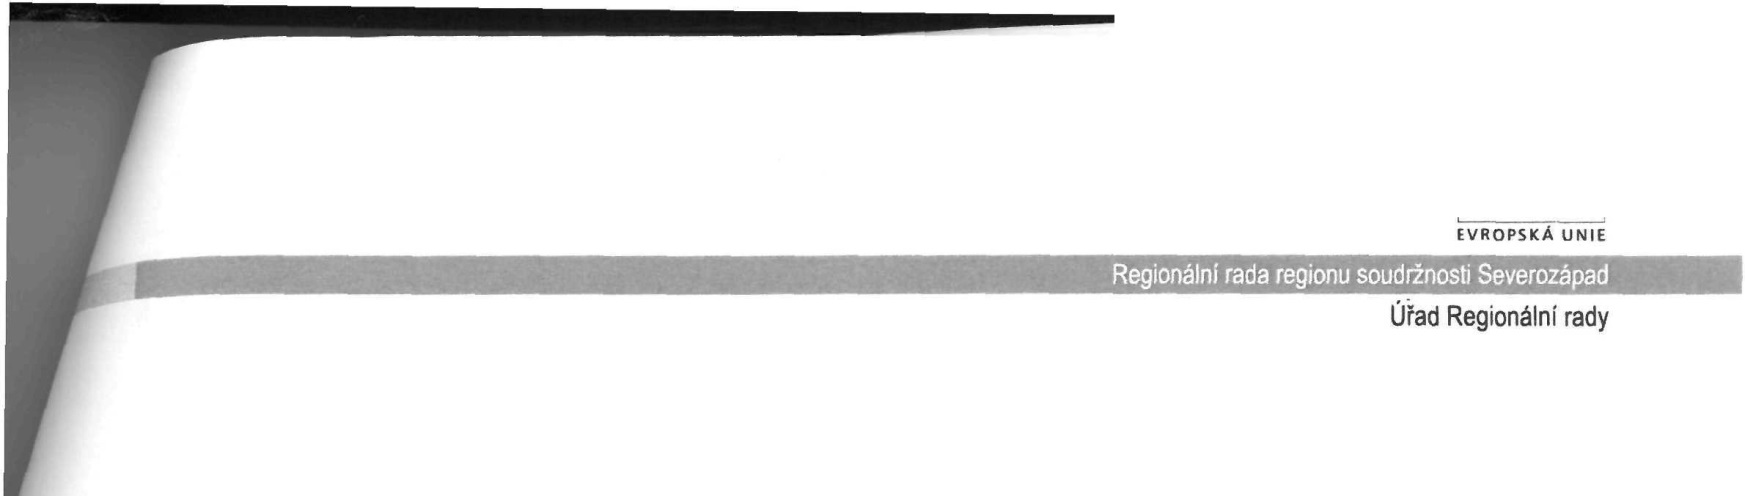 EVROPSKÁ UNIE
Regionální rada regionu soudržnosti Severozápad
Úřad Regionální rady